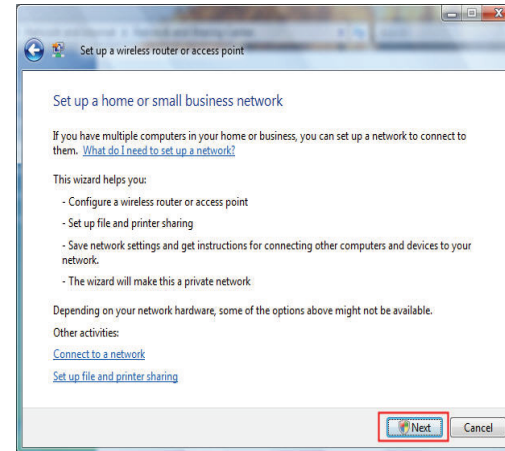 Set up a wireless router or access point
Set up a home or small business network
If you have multiple computers in your home or business, you can set up a network to connect to
them. What do I need to set up a network?
This wizard helps you:
- Configure a wireless router or access point
- Set up file and printer sharing
- Save network settings and get instructions for connecting other computers and devices to your
network.
- The wizard will make this a private network
Depending on your network hardware, some of the options above might not be available.
Other activities:
Connect to a network
Set up file and printer sharing
Next Cancel